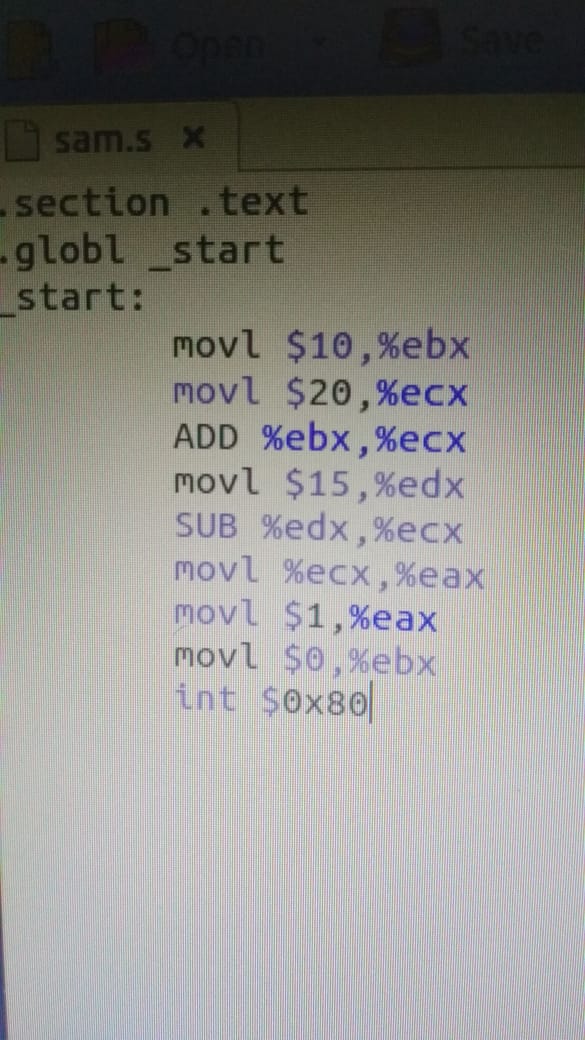 Open Save
sam.s x
.section .text
.globl _start
_start:
movl $10,%ebx
movl $20,%ecx
ADD %ebx,%ecx
movl $15,%edx
SUB %edx,%ecx
movl %ecx,%eax
movl $1,%eax
movl $0,%ebx
int $0x80